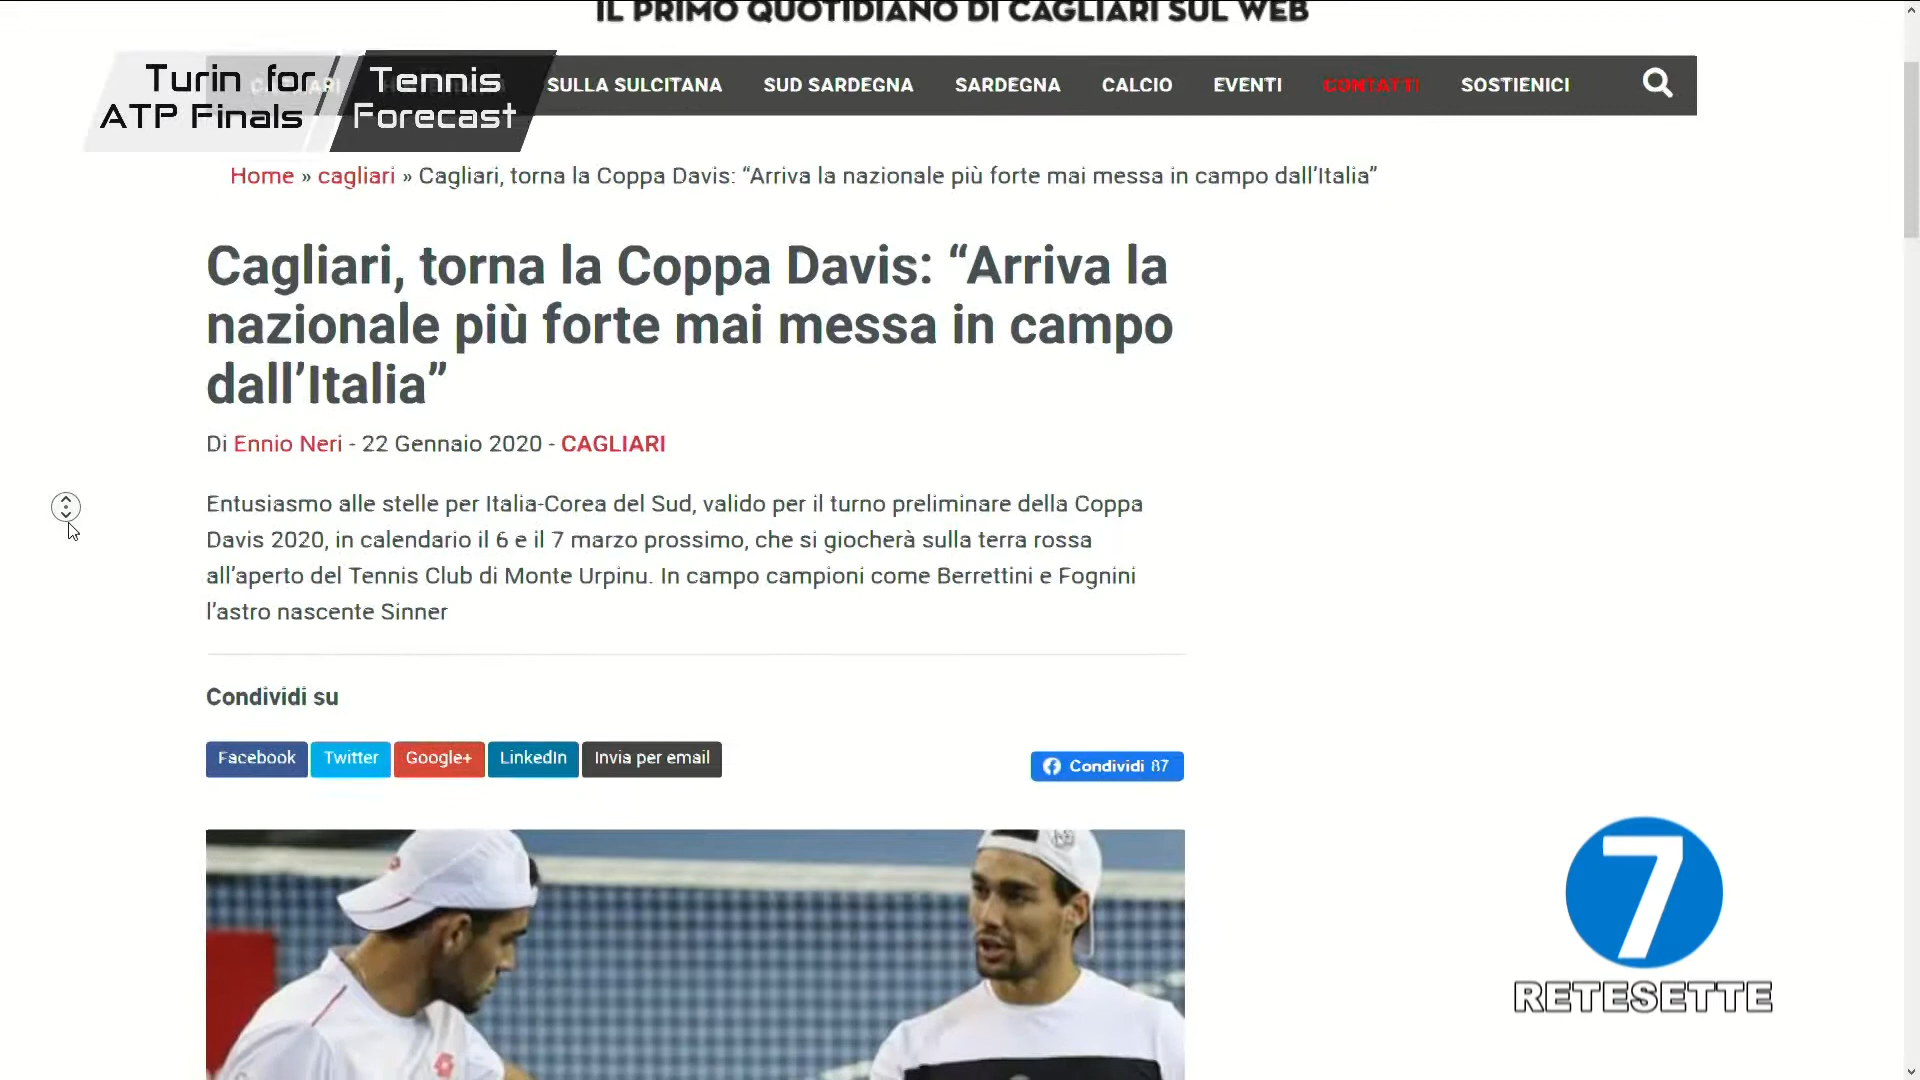 IL PRIMO QUOTIDIANO DI CAGLIARI SUL WEB
Turin for
ATP Finals
Tennis
Forecast
SULLA SULCITANA SUD SARDEGNA SARDEGNA CALCIO EVENTI CONTATTI SOSTIENICI
Home » cagliari » Cagliari, torna la Coppa Davis: “Arriva la nazionale più forte mai messa in campo dall’Italia”
Cagliari, torna la Coppa Davis: “Arriva la
nazionale più forte mai messa in campo
dall’Italia”
Di Ennio Neri - 22 Gennaio 2020 - CAGLIARI
Entusiasmo alle stelle per Italia-Corea del Sud, valido per il turno preliminare della Coppa
Davis 2020, in calendario il 6 e il 7 marzo prossimo, che si giocherà sulla terra rossa
all’aperto del Tennis Club di Monte Urpinu. In campo campioni come Berrettini e Fognini
l’astro nascente Sinner
Condividi su
Facebook Twitter Google+ LinkedIn Invia per email
Condividi 87
7
RETESETTE